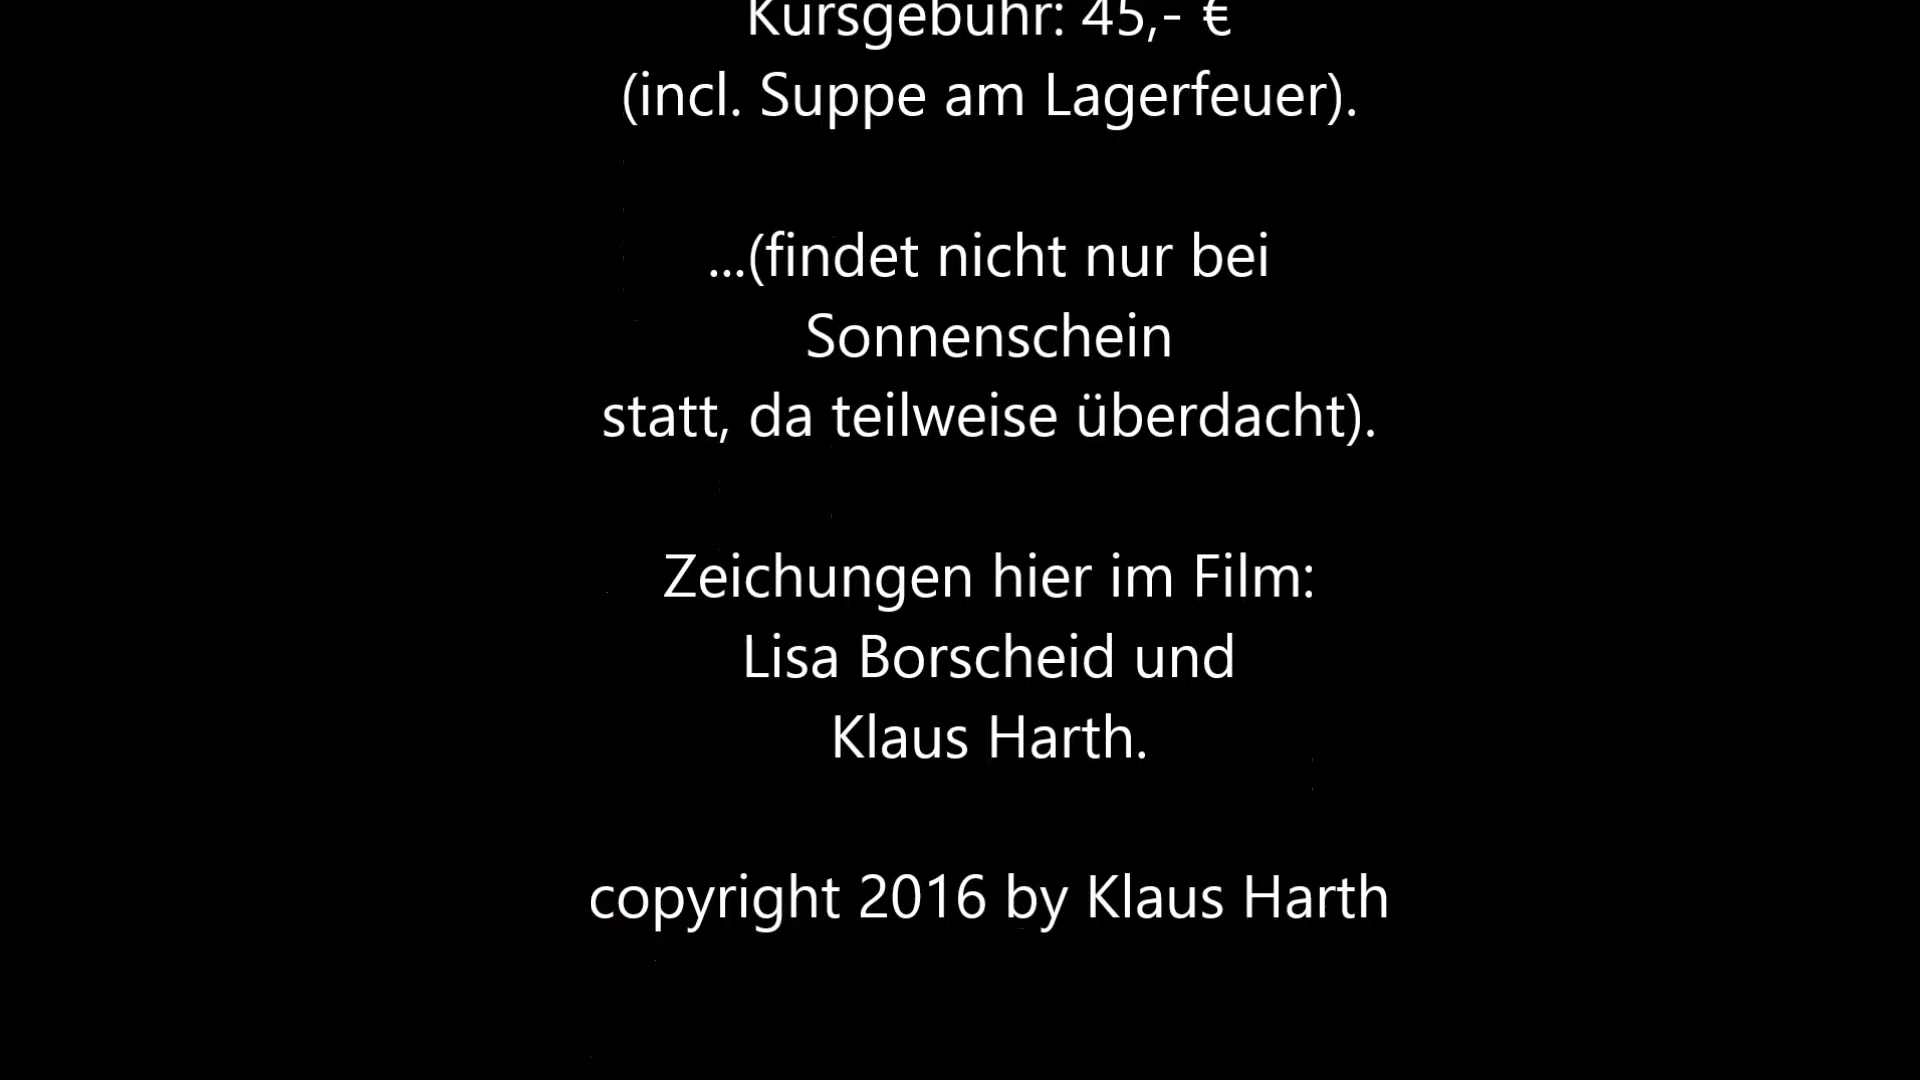 Kursgebühr: 45,- €
(incl. Suppe am Lagerfeuer).
...(findet nicht nur bei
Sonnenschein
statt, da teilweise überdacht).
Zeichungen hier im Film:
Lisa Borscheid und
Klaus Harth.
copyright 2016 by Klaus Harth